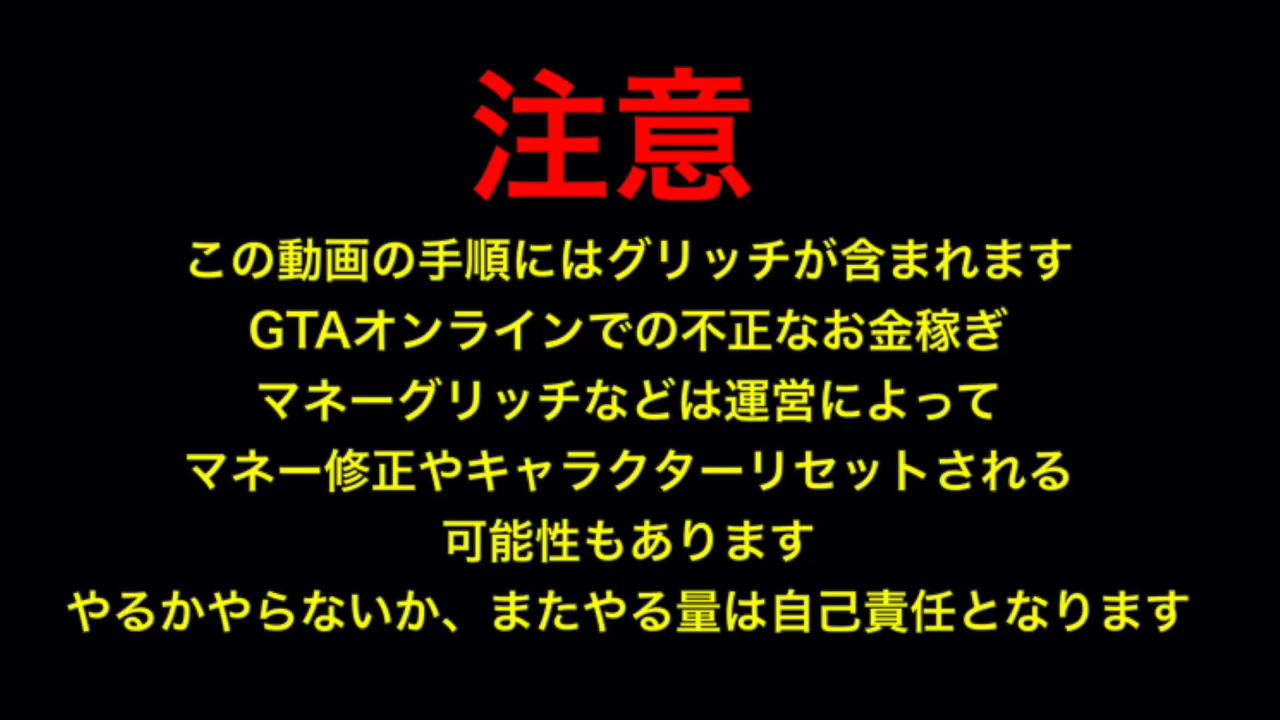 注意
この動画の手順にはグリッチが含まれます
GTAオンラインでの不正なお金稼ぎ
マネーグリッチなどは運営によって
マネー修正やキャラクターリセットされる
可能性もあります
やるかやらないか、またやる量は自己責任となります